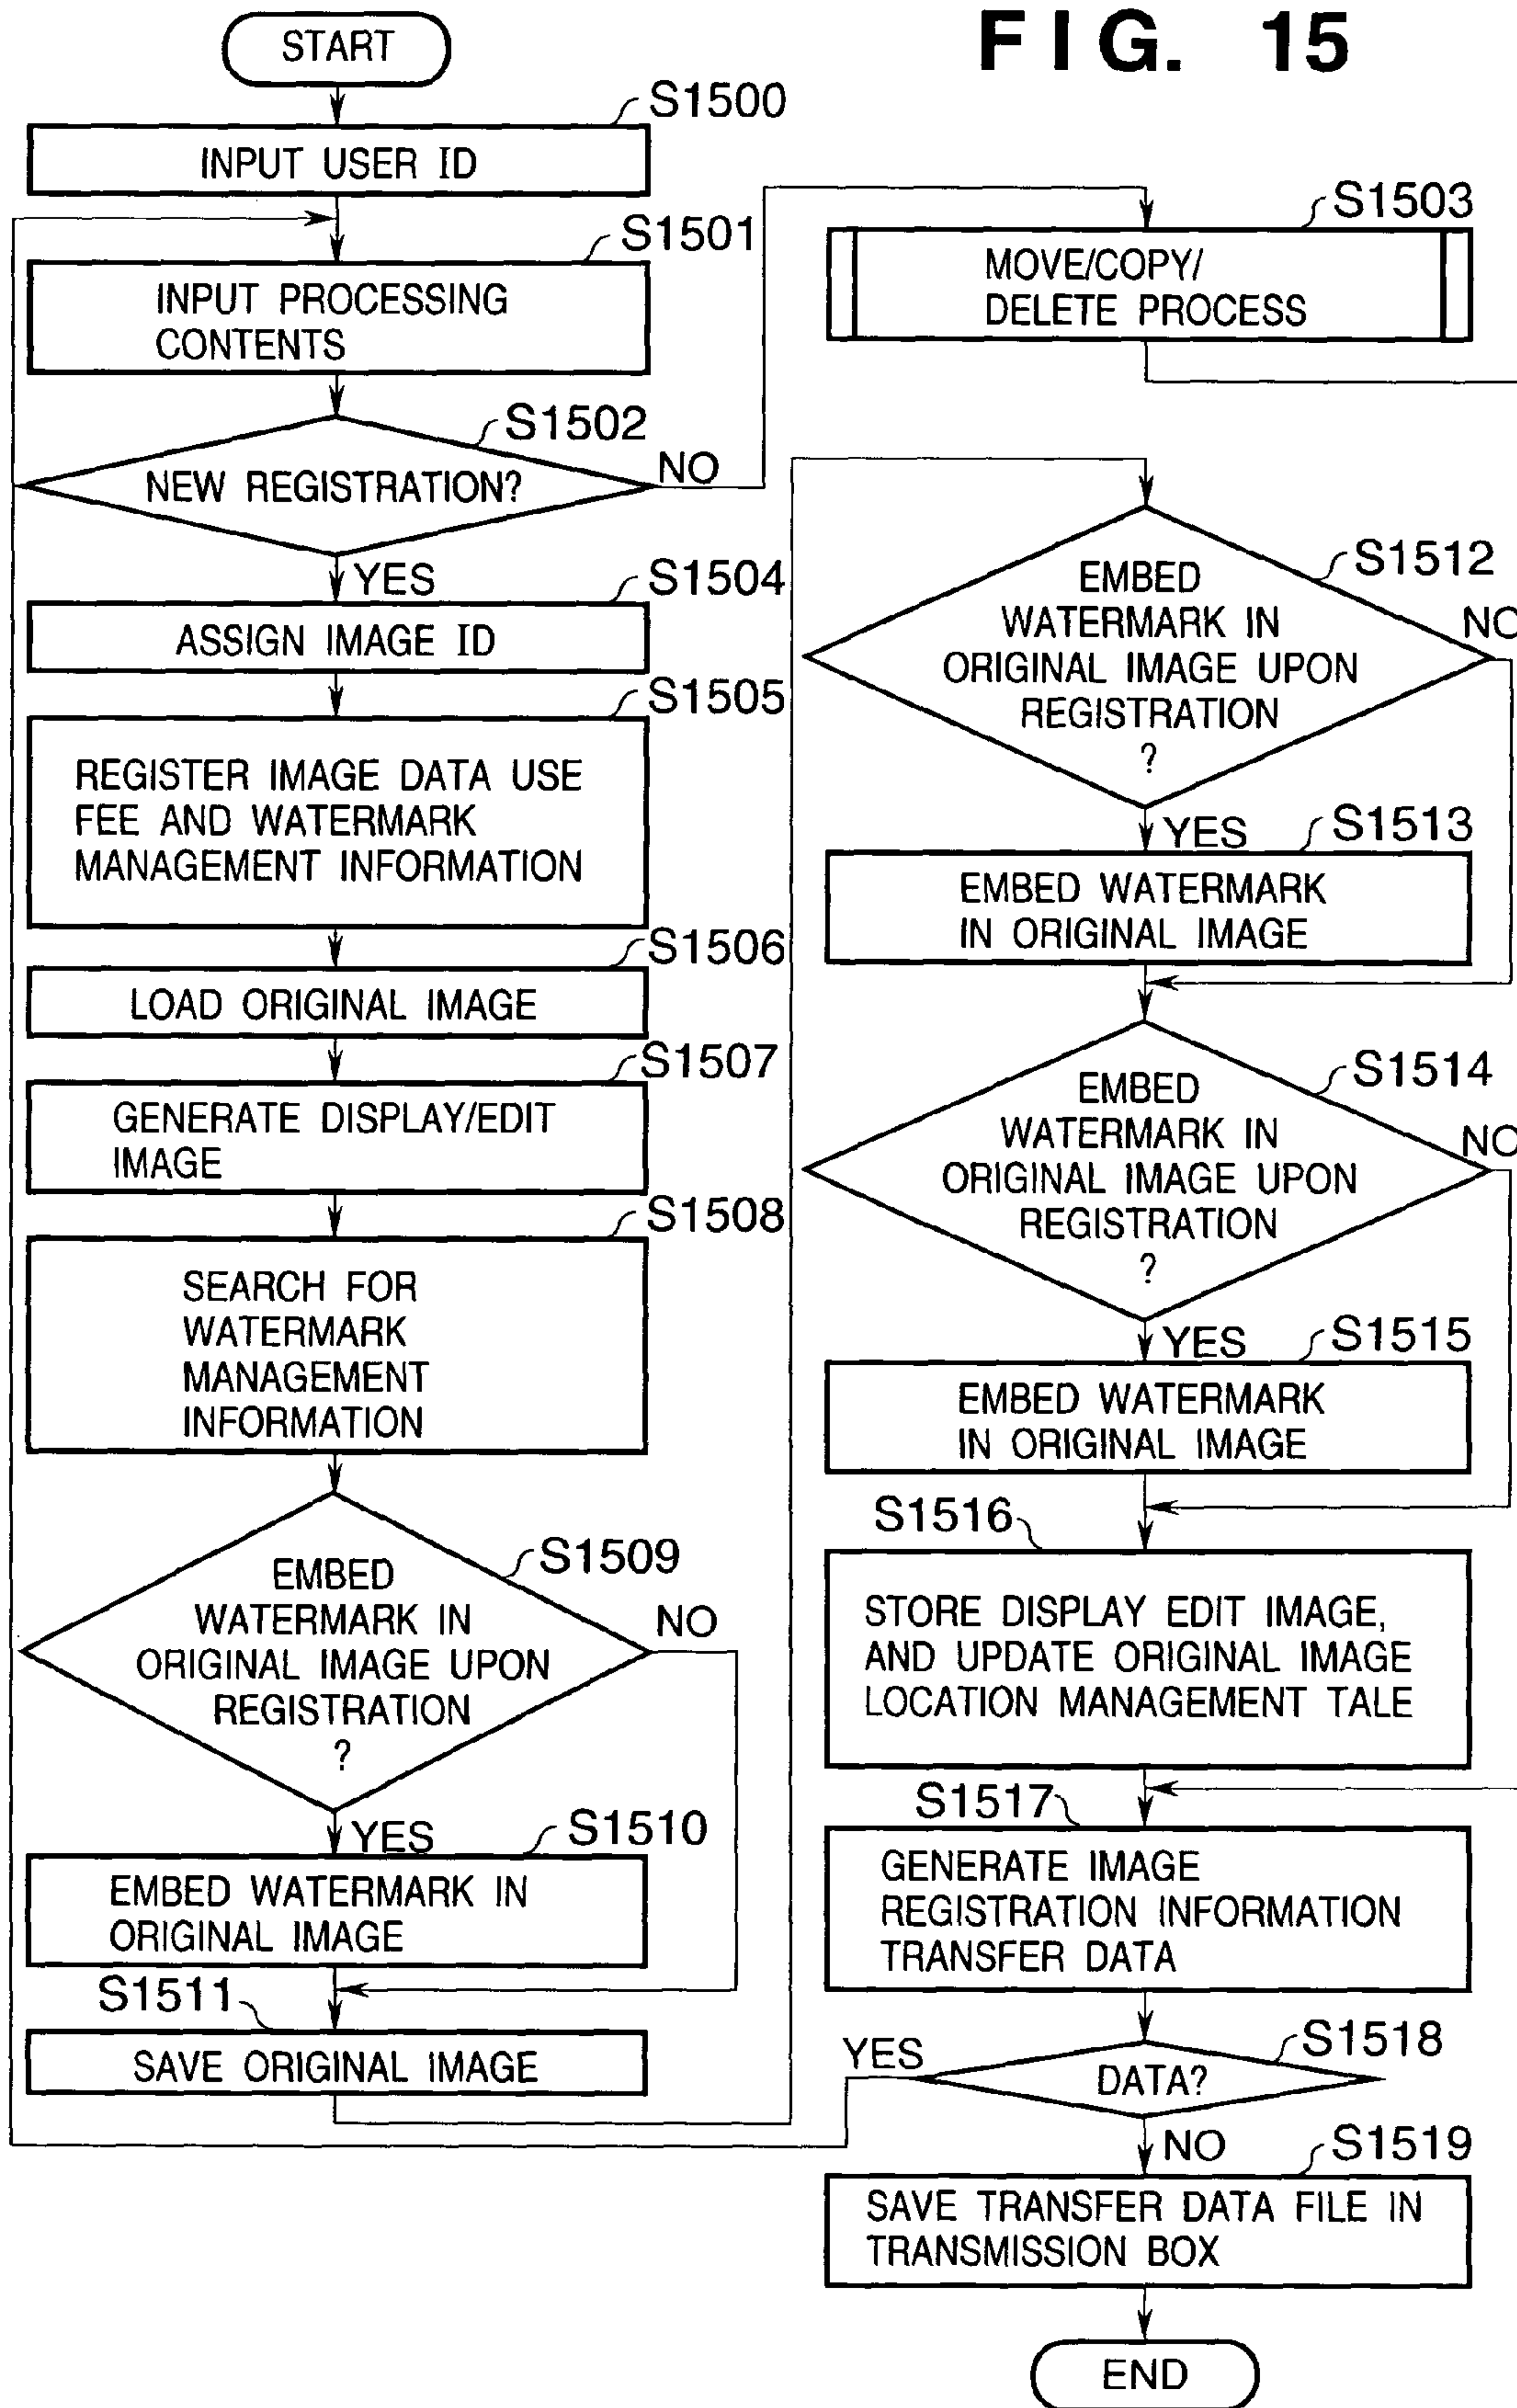 FIG. 15
START
S1500
INPUT USER ID
S1501
INPUT PROCESSING
CONTENTS
S1502
NEW REGISTRATION?
NO
YES
S1503
MOVE/COPY/
DELETE PROCESS
S1504
ASSIGN IMAGE ID
S1505
REGISTER IMAGE DATA USE
FEE AND WATERMARK
MANAGEMENT INFORMATION
S1506
LOAD ORIGINAL IMAGE
S1507
GENERATE DISPLAY/EDIT
IMAGE
S1508
SEARCH FOR
WATERMARK
MANAGEMENT
INFORMATION
S1509
EMBED
WATERMARK IN
ORIGINAL IMAGE UPON
REGISTRATION
?
NO
YES
S1510
EMBED WATERMARK IN
ORIGINAL IMAGE
S1511
SAVE ORIGINAL IMAGE
S1512
EMBED
WATERMARK IN
ORIGINAL IMAGE UPON
REGISTRATION
?
NO
YES
S1513
EMBED WATERMARK
IN ORIGINAL IMAGE
S1514
EMBED
WATERMARK IN
ORIGINAL IMAGE UPON
REGISTRATION
?
NO
YES
S1515
EMBED WATERMARK
IN ORIGINAL IMAGE
S1516
STORE DISPLAY EDIT IMAGE,
AND UPDATE ORIGINAL IMAGE
LOCATION MANAGEMENT TALE
S1517
GENERATE IMAGE
REGISTRATION INFORMATION
TRANSFER DATA
S1518
DATA?
YES
NO
S1519
SAVE TRANSFER DATA FILE IN
TRANSMISSION BOX
END